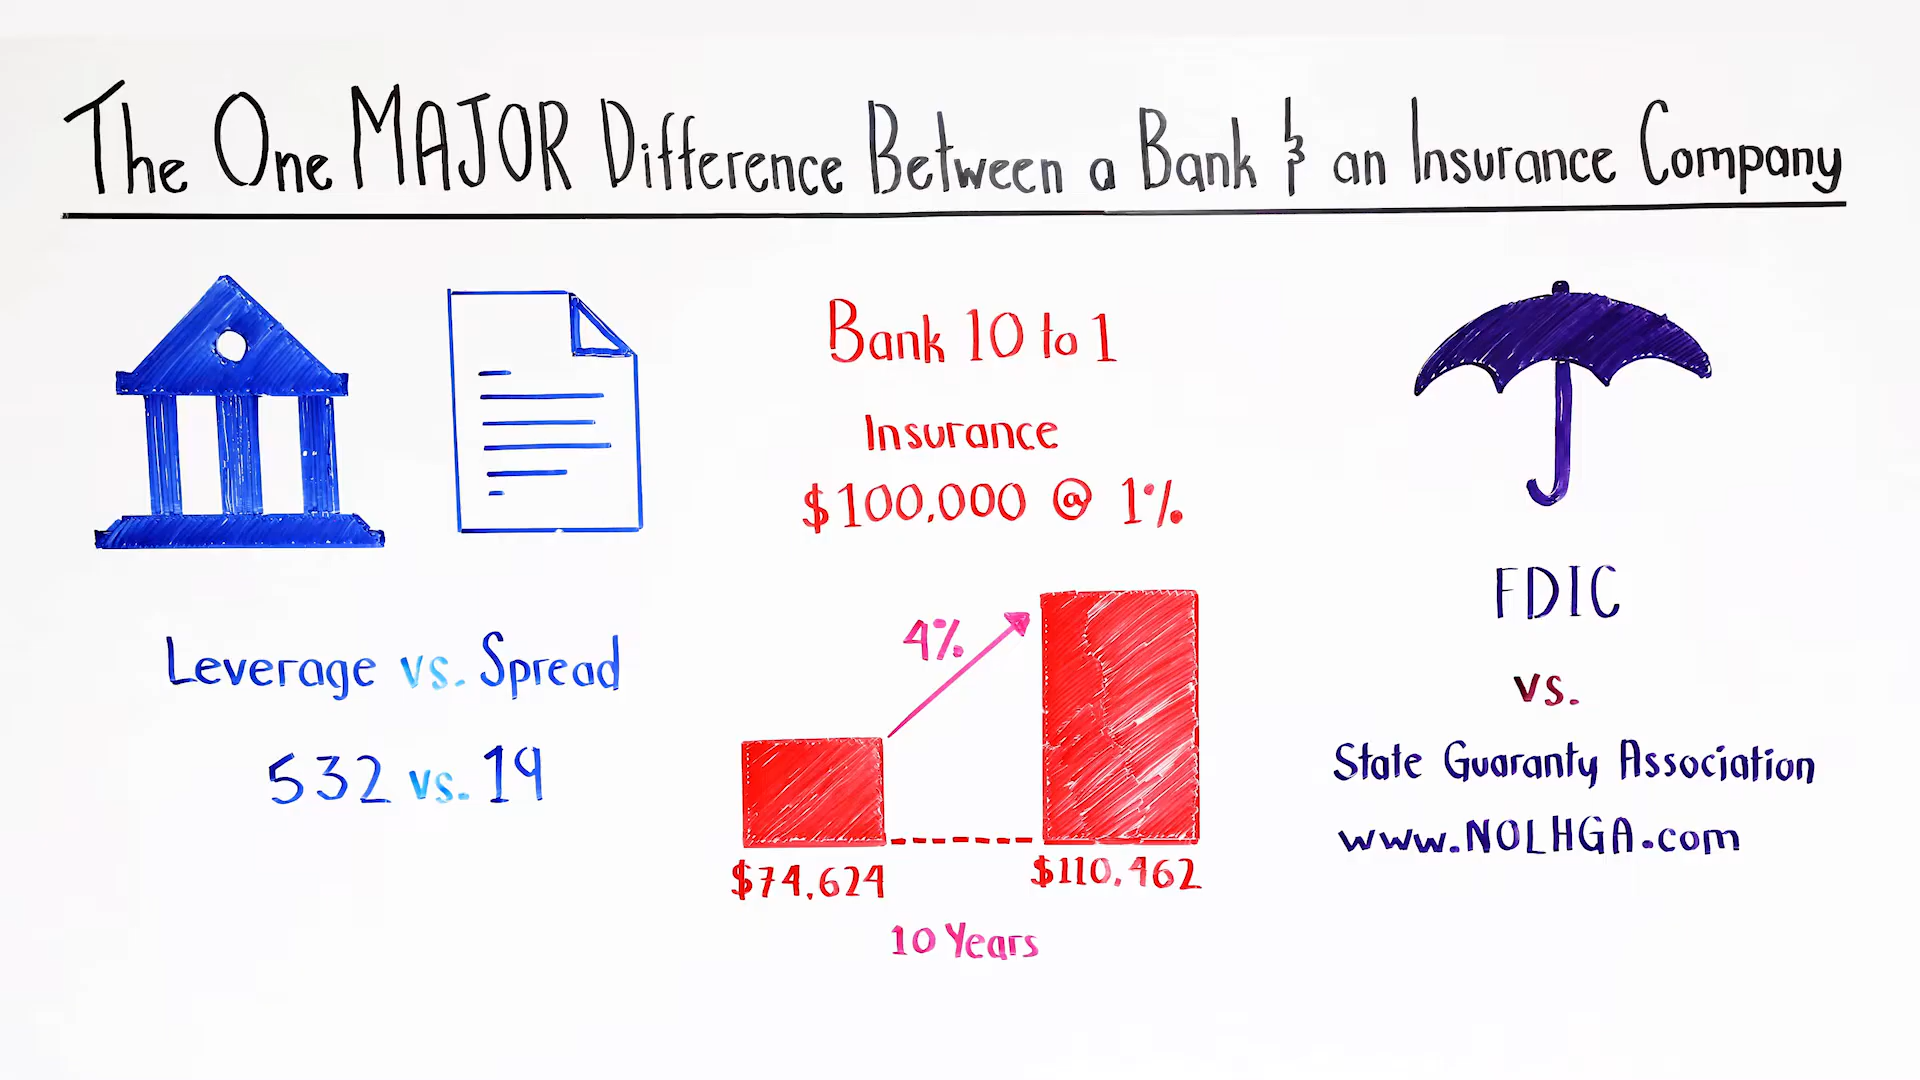 The One MAJOR Difference Between a Bank & an Insurance Company
Leverage vs. Spread
532 vs. 19
Bank 10 to 1
Insurance
$100,000 @ 1%
4%
$74,624
$110,462
10 Years
FDIC
vs.
State Guaranty Association
www.NOLHGA.com